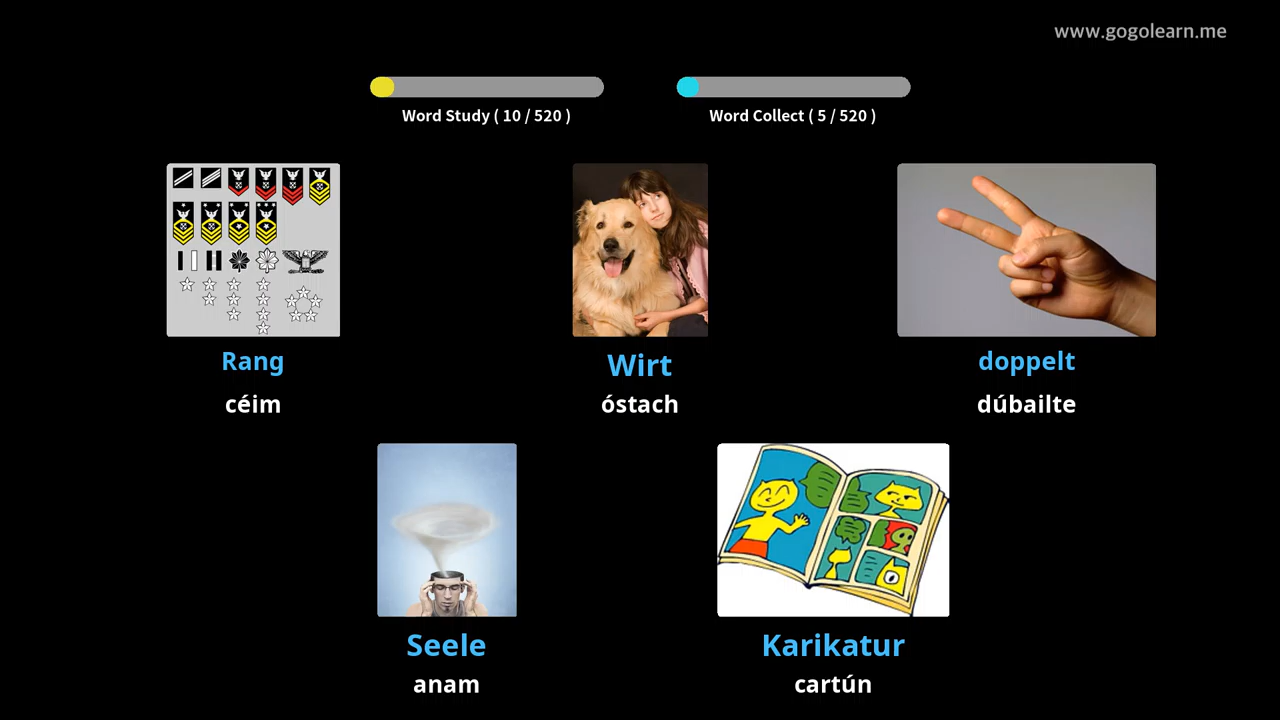 www.gogolearn.me
Word Study ( 10 / 520 )
Word Collect ( 5 / 520 )
Rang
céim
Wirt
óstach
doppelt
dúbailte
Seele
anam
Karikatur
cartún